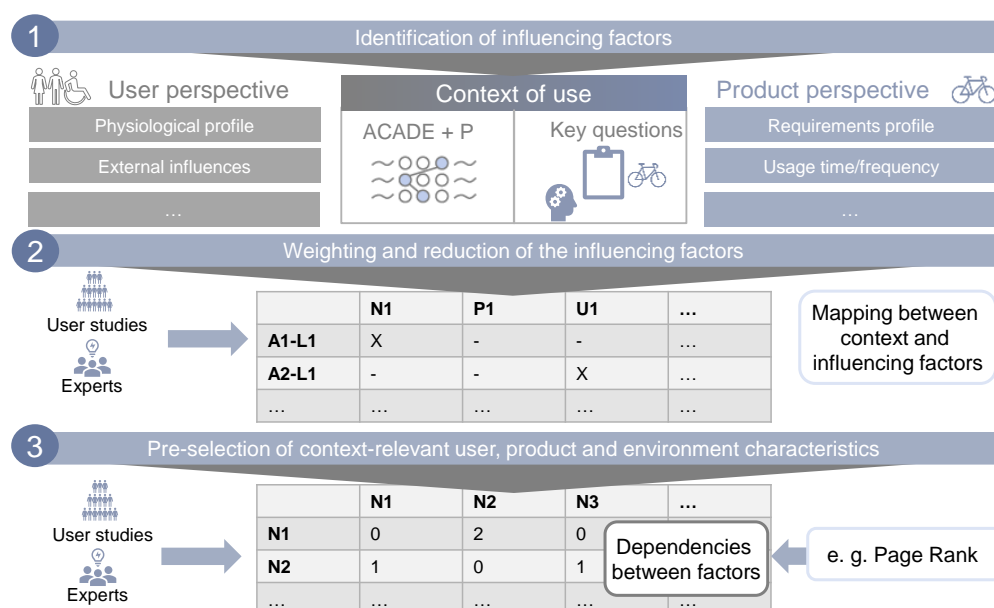 1
Identification of influencing factors
User perspective
Physiological profile
External influences
…
Context of use
ACADE + P
Key questions
Product perspective
Requirements profile
Usage time/frequency
…
2
Weighting and reduction of the influencing factors
User studies
Experts
N1 P1 U1 …
A1-L1 X - - …
A2-L1 - - X …
… … … … …
Mapping between
context and
influencing factors
3
Pre-selection of context-relevant user, product and environment characteristics
User studies
Experts
N1 N2 N3 …
N1 0 2 0
N2 1 0 1
… … … … …
Dependencies
between factors
e. g. Page Rank